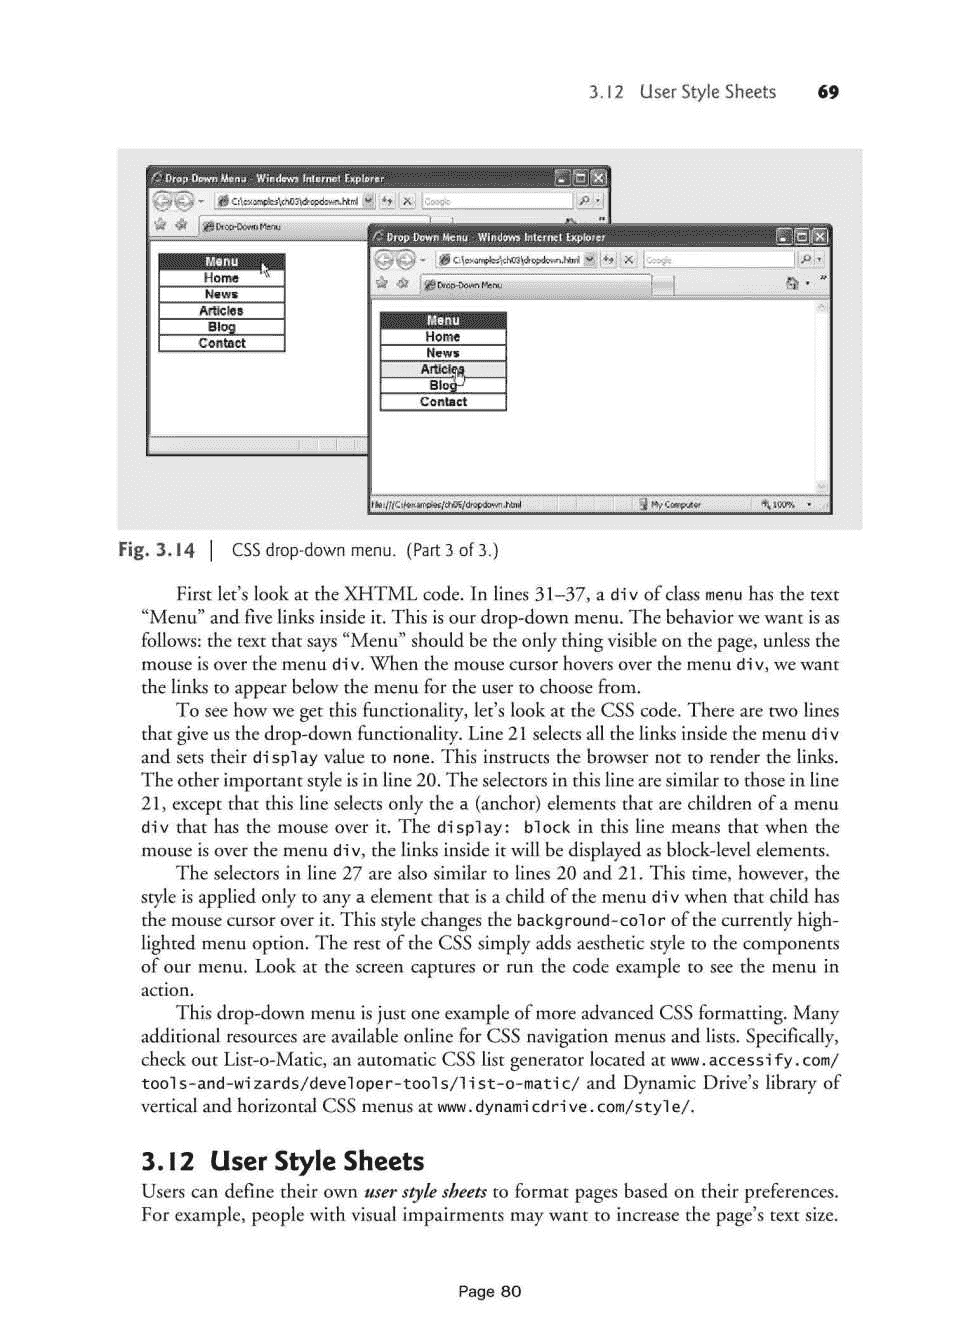 3.12 User Style Sheets 69
Drop-Down Menu - Windows Internet Explorer
C:\examples\ch03\dropdown.html
Google
Drop-Down Menu
Menu
Home
News
Articles
Blog
Contact
Drop-Down Menu - Windows Internet Explorer
C:\examples\ch03\dropdown.html
Google
Drop-Down Menu
Menu
Home
News
Articles
Blog
Contact
My Computer
100%
Fig. 3.14 | CSS drop-down menu. (Part 3 of 3.)
First let’s look at the XHTML code. In lines 31–37, a div of class menu has the text
“Menu” and five links inside it. This is our drop-down menu. The behavior we want is as
follows: the text that says “Menu” should be the only thing visible on the page, unless the
mouse is over the menu div. When the mouse cursor hovers over the menu div, we want
the links to appear below the menu for the user to choose from.
To see how we get this functionality, let’s look at the CSS code. There are two lines
that give us the drop-down functionality. Line 21 selects all the links inside the menu div
and sets their display value to none. This instructs the browser not to render the links.
The other important style is in line 20. The selectors in this line are similar to those in line
21, except that this line selects only the a (anchor) elements that are children of a menu
div that has the mouse over it. The display: block in this line means that when the
mouse is over the menu div, the links inside it will be displayed as block-level elements.
The selectors in line 27 are also similar to lines 20 and 21. This time, however, the
style is applied only to any a element that is a child of the menu div when that child has
the mouse cursor over it. This style changes the background-color of the currently high-
lighted menu option. The rest of the CSS simply adds aesthetic style to the components
of our menu. Look at the screen captures or run the code example to see the menu in
action.
This drop-down menu is just one example of more advanced CSS formatting. Many
additional resources are available online for CSS navigation menus and lists. Specifically,
check out List-o-Matic, an automatic CSS list generator located at www.accessify.com/
tools-and-wizards/developer-tools/list-o-matic/ and Dynamic Drive’s library of
vertical and horizontal CSS menus at www.dynamicdrive.com/style/.
3.12 User Style Sheets
Users can define their own user style sheets to format pages based on their preferences.
For example, people with visual impairments may want to increase the page’s text size.
Page 80